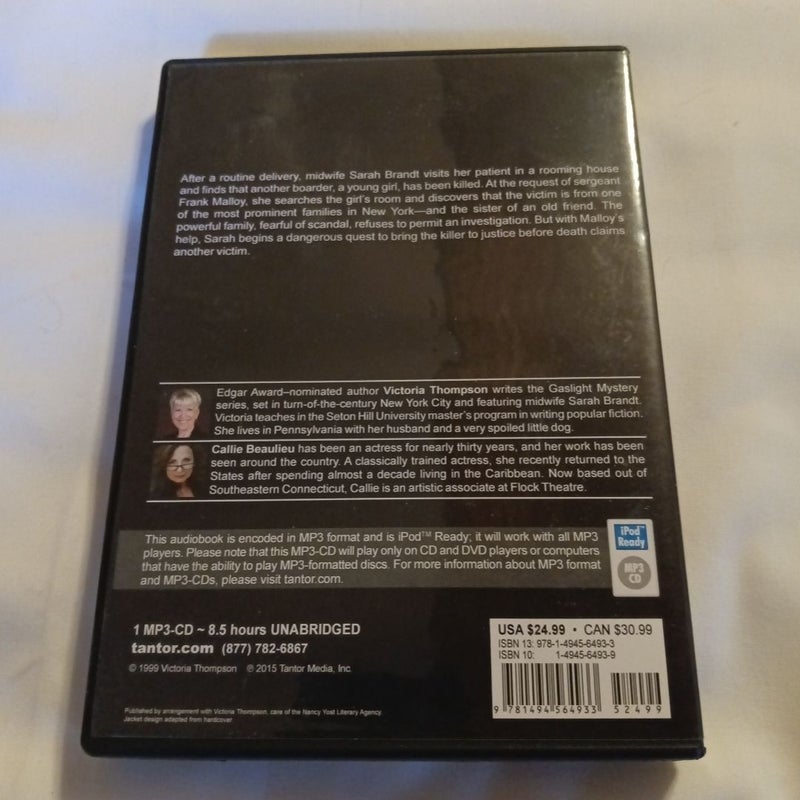 After a routine delivery, midwife Sarah Brandt visits her patient in a rooming house
and finds that another boarder, a young girl, has been killed. At the request of sergeant
Frank Malloy, she searches the girl's room and discovers that the victim is from one
of the most prominent families in New York—and the sister of an old friend. The
powerful family, fearful of scandal, refuses to permit an investigation. But with Malloy's
help, Sarah begins a dangerous quest to bring the killer to justice before death claims
another victim.
Edgar Award–nominated author Victoria Thompson writes the Gaslight Mystery
series, set in turn-of-the-century New York City and featuring midwife Sarah Brandt.
Victoria teaches in the Seton Hill University master's program in writing popular fiction.
She lives in Pennsylvania with her husband and a very spoiled little dog.
Callie Beaulieu has been an actress for nearly thirty years, and her work has been
seen around the country. A classically trained actress, she recently returned to the
States after spending almost a decade living in the Caribbean. Now based out of
Southeastern Connecticut, Callie is an artistic associate at Flock Theatre.
This audiobook is encoded in MP3 format and is iPod™ Ready; it will work with all MP3
players. Please note that this MP3-CD will play only on CD and DVD players or computers
that have the ability to play MP3-formatted discs. For more information about MP3 format
and MP3-CDs, please visit tantor.com.
iPod™
Ready
MP3
CD
1 MP3-CD ~ 8.5 hours UNABRIDGED
tantor.com (877) 782-6867
© 1999 Victoria Thompson ℗ 2015 Tantor Media, Inc.
Published by arrangement with Victoria Thompson, care of the Nancy Yost Literary Agency
Jacket design adapted from hardcover
USA $24.99 • CAN $30.99
ISBN 13: 978-1-4945-6493-3
ISBN 10: 1-4945-6493-9
9 781494 564933 52499